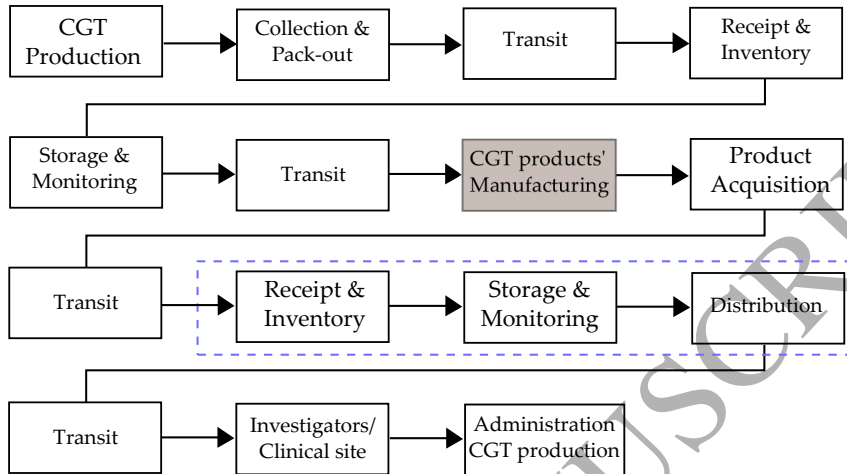 CGT
Production
Collection &
Pack-out
Transit
Receipt &
Inventory
Storage &
Monitoring
Transit
CGT products'
Manufacturing
Product
Acquisition
Transit
Receipt &
Inventory
Storage &
Monitoring
Distribution
Transit
Investigators/
Clinical site
Administration
CGT production